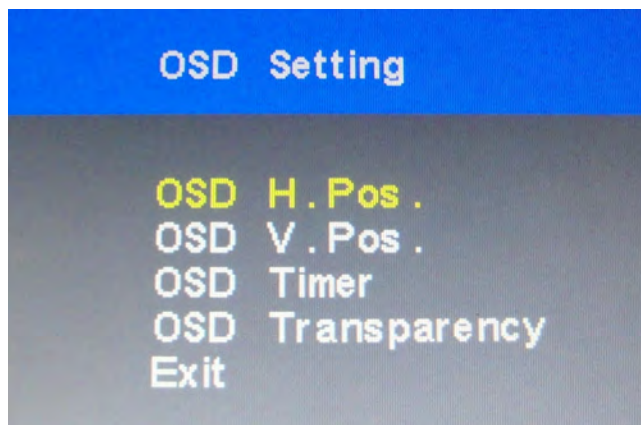 OSD Setting
OSD H.Pos.
OSD V.Pos.
OSD Timer
OSD Transparency
Exit